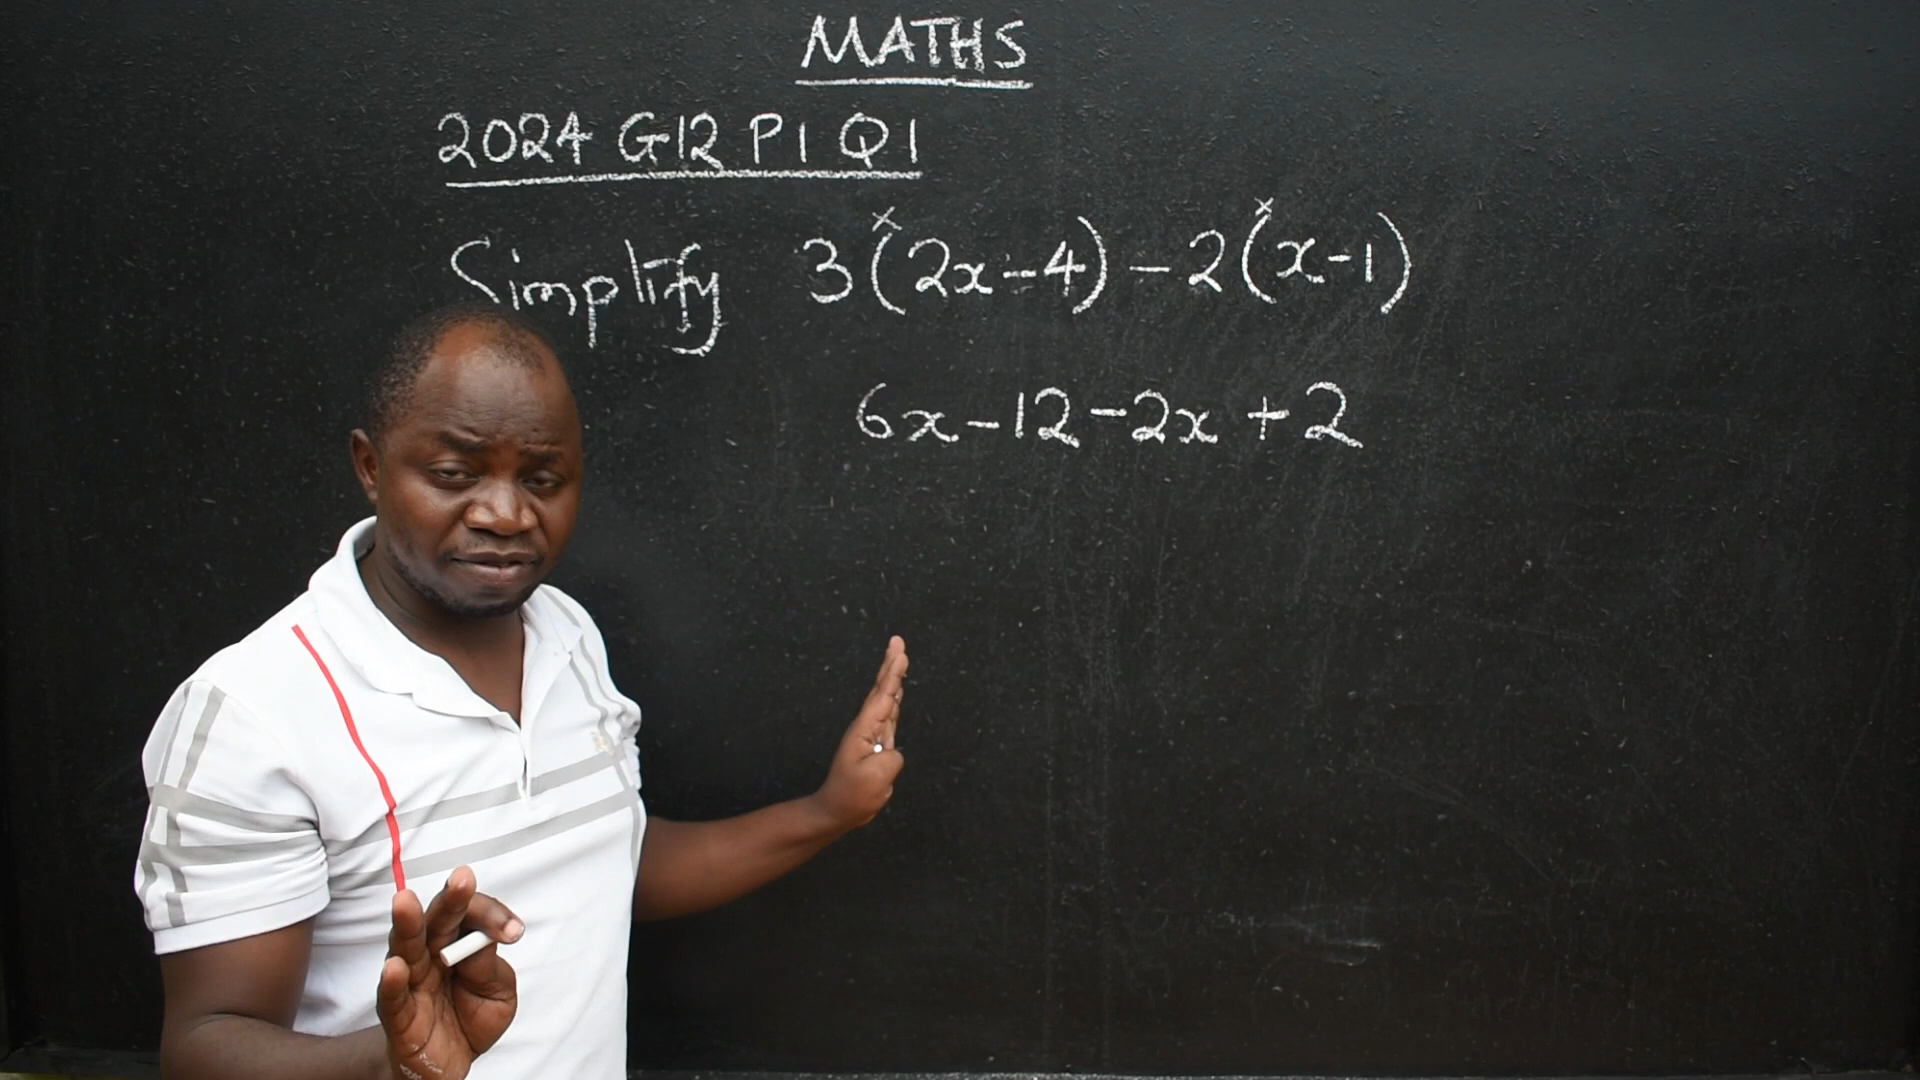 MATHS
2024 G12 P1 Q1
Simplify 3(2x-4) - 2(x-1)
6x-12-2x+2